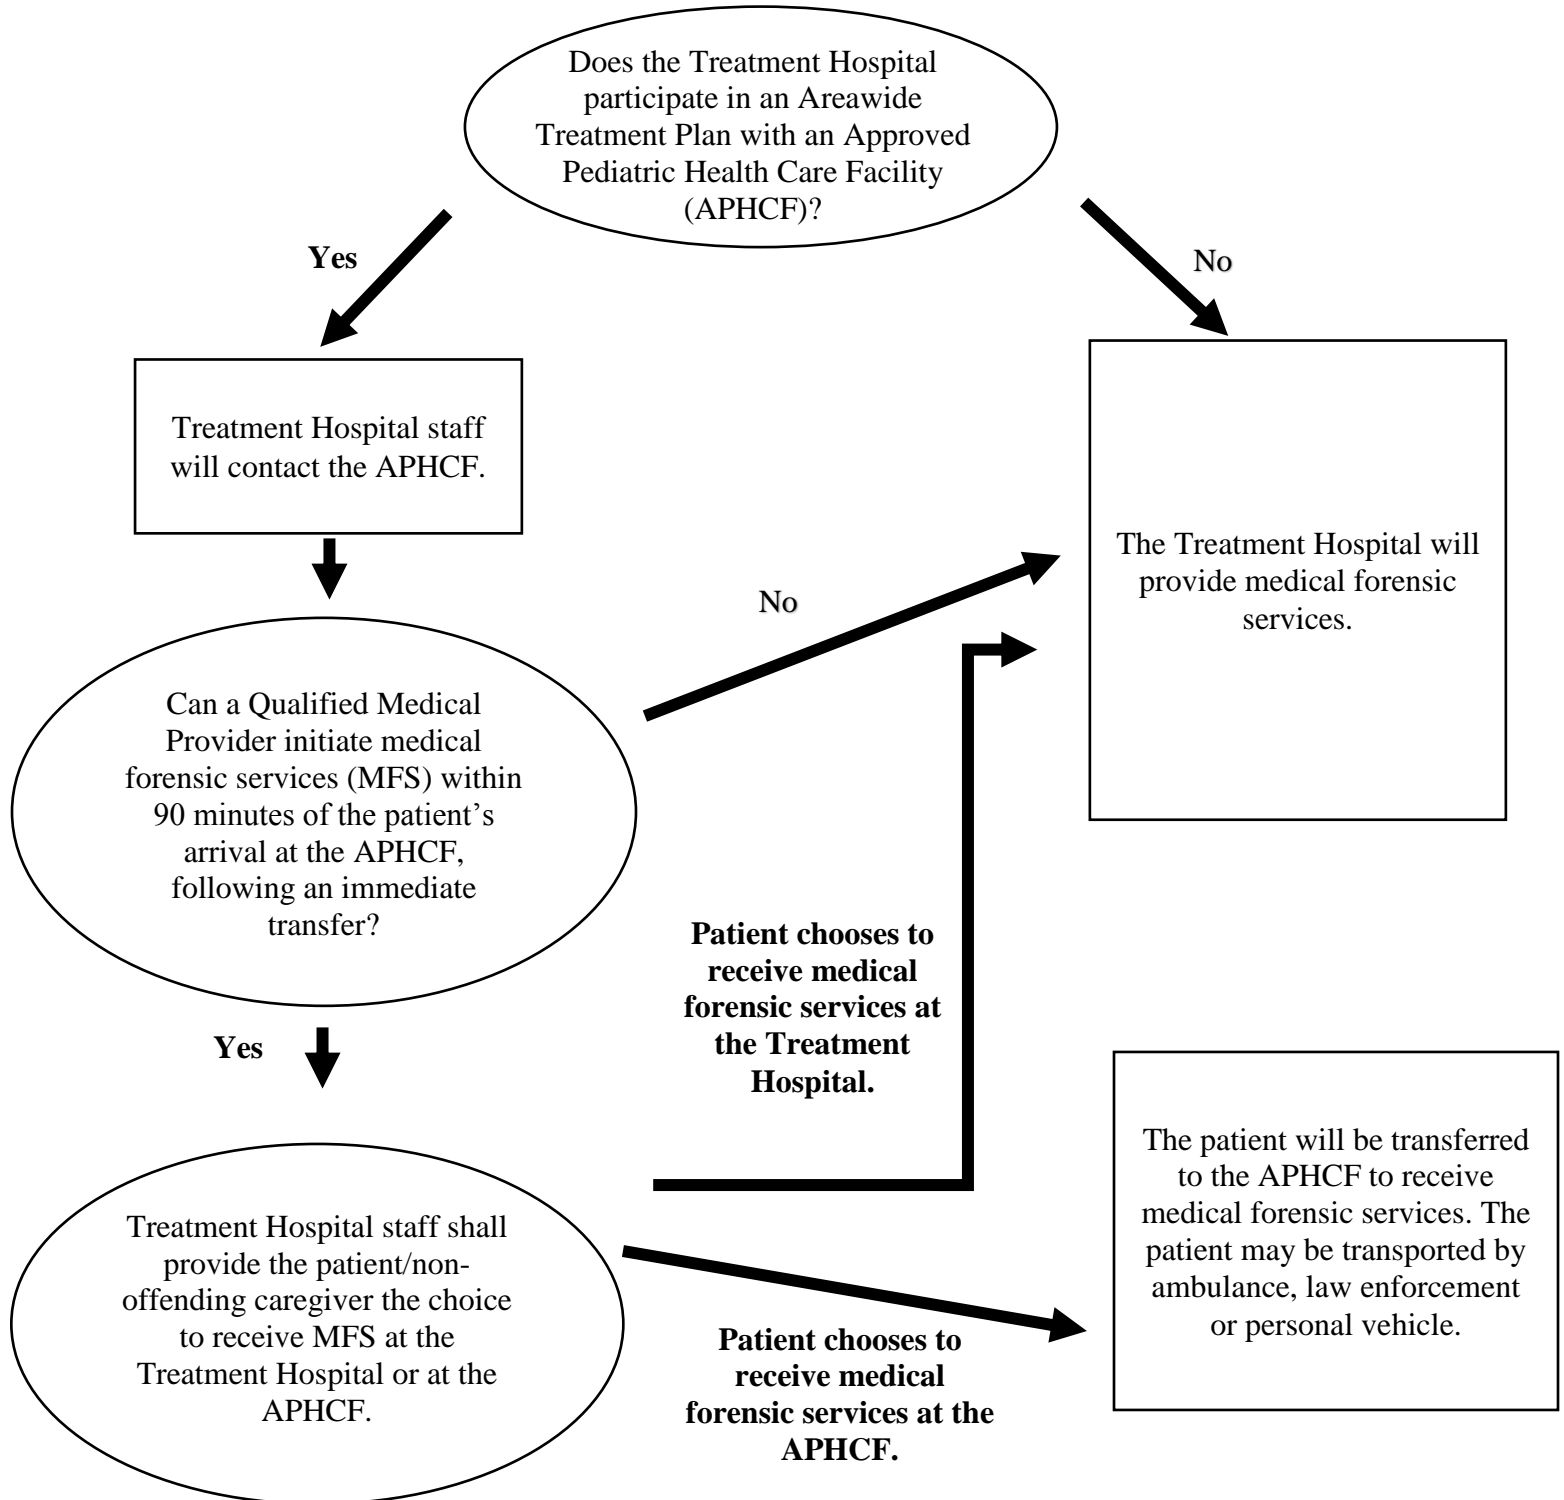 Does the Treatment Hospital
participate in an Areawide
Treatment Plan with an Approved
Pediatric Health Care Facility
(APHCF)?
Yes
No
Treatment Hospital staff
will contact the APHCF.
The Treatment Hospital will
provide medical forensic
services.
No
Can a Qualified Medical
Provider initiate medical
forensic services (MFS) within
90 minutes of the patient’s
arrival at the APHCF,
following an immediate
transfer?
Patient chooses to
receive medical
forensic services at
the Treatment
Hospital.
Yes
Treatment Hospital staff shall
provide the patient/non-
offending caregiver the choice
to receive MFS at the
Treatment Hospital or at the
APHCF.
The patient will be transferred
to the APHCF to receive
medical forensic services. The
patient may be transported by
ambulance, law enforcement
or personal vehicle.
Patient chooses to
receive medical
forensic services at the
APHCF.